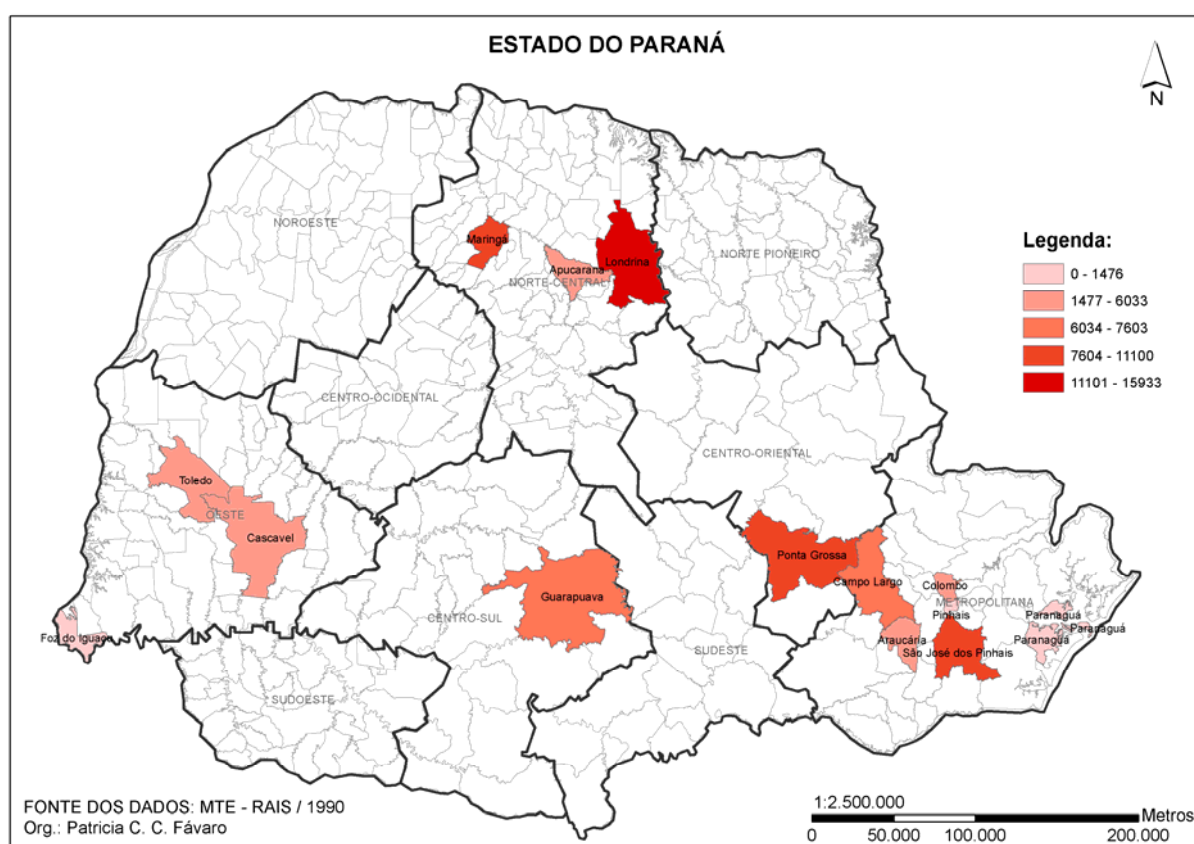 ESTADO DO PARANÁ
N
NOROESTE
Maringá
Londrina
Apucarana
NORTE-CENTRAL
NORTE PIONEIRO
Legenda:
0 - 1476
1477 - 6033
6034 - 7603
7604 - 11100
11101 - 15933
CENTRO-OCIDENTAL
CENTRO-ORIENTAL
Toledo
OESTE
Cascavel
Ponta Grossa
Campo Largo
Colombo
METROPOLITANA
Guarapuava
CENTRO-SUL
Pinhais
Paranaguá
Paranaguá
Paranaguá
Foz do Iguaçu
Araucária
São José dos Pinhais
SUDESTE
SUDOESTE
FONTE DOS DADOS: MTE - RAIS / 1990
Org.: Patricia C. C. Fávaro
1:2.500.000
Metros
0 50.000 100.000 200.000